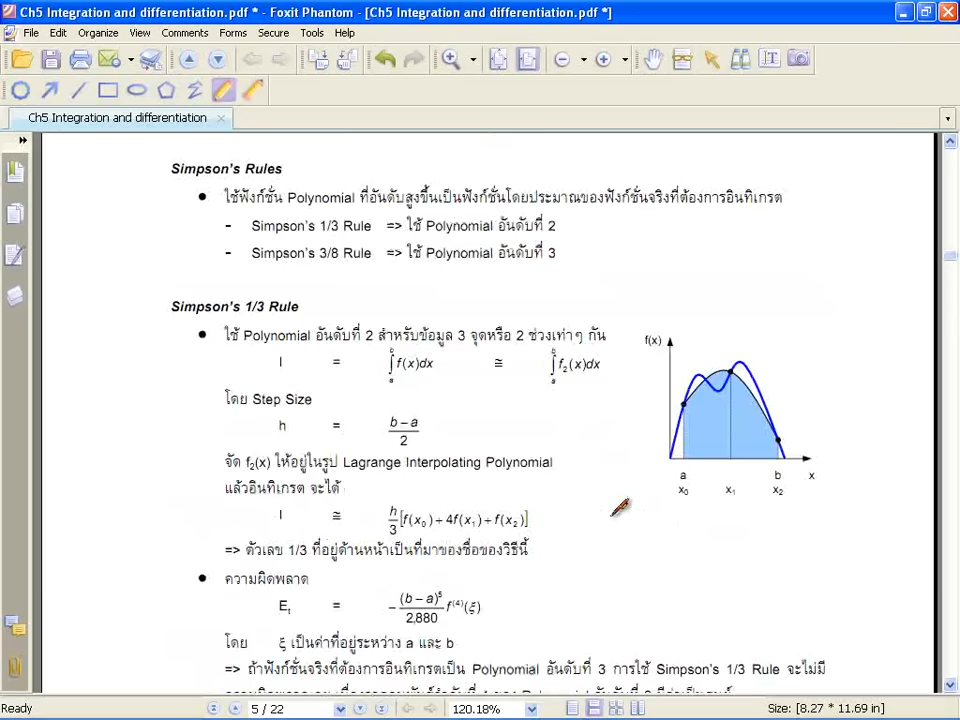 Ch5 Integration and differentiation.pdf * - Foxit Phantom - [Ch5 Integration and differentiation.pdf *]
File Edit Organize View Comments Forms Secure Tools Help
Ch5 Integration and differentiation
Simpson's Rules
● ใช้ฟังก์ชั่น Polynomial ที่อันดับสูงขึ้นเป็นฟังก์ชั่นโดยประมาณของฟังก์ชั่นจริงที่ต้องการอินทิเกรต
- Simpson's 1/3 Rule => ใช้ Polynomial อันดับที่ 2
- Simpson's 3/8 Rule => ใช้ Polynomial อันดับที่ 3
Simpson's 1/3 Rule
● ใช้ Polynomial อันดับที่ 2 สำหรับข้อมูล 3 จุดหรือ 2 ช่วงเท่าๆ กัน
I = ∫ₐᵇ f(x)dx ≅ ∫ₐᵇ f₂(x)dx
โดย Step Size
h = (b – a)/2
จัด f₂(x) ให้อยู่ในรูป Lagrange Interpolating Polynomial
แล้วอินทิเกรต จะได้
I ≅ h/3 [f(x₀) + 4f(x₁) + f(x₂)]
=> ตัวเลข 1/3 ที่อยู่ด้านหน้าเป็นที่มาของชื่อของวิธีนี้
● ความผิดพลาด
Eₜ = – (b – a)⁵/2,880 f⁽⁴⁾(ξ)
โดย ξ เป็นค่าที่อยู่ระหว่าง a และ b
=> ถ้าฟังก์ชั่นจริงที่ต้องการอินทิเกรตเป็น Polynomial อันดับที่ 3 การใช้ Simpson's 1/3 Rule จะไม่มี
f(x)
a b x
x₀ x₁ x₂
Ready 5 / 22 120.18% Size: [8.27 * 11.69 in]